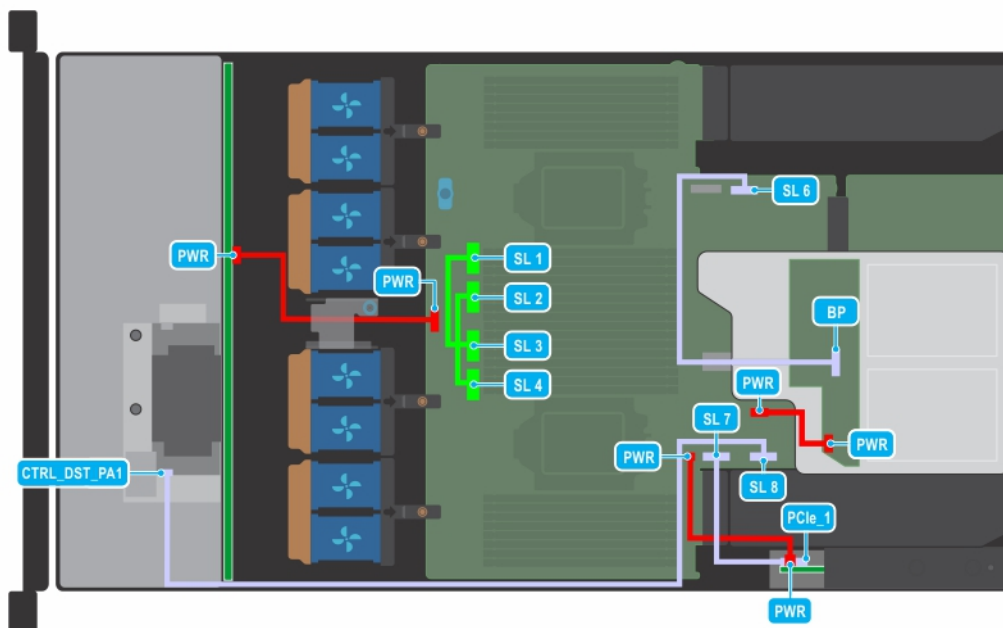 SL 6
PWR
SL 1
PWR
SL 2
BP
SL 3
SL 4
PWR
SL 7
PWR
PWR
CTRL_DST_PA1
SL 8
PCIe_1
PWR